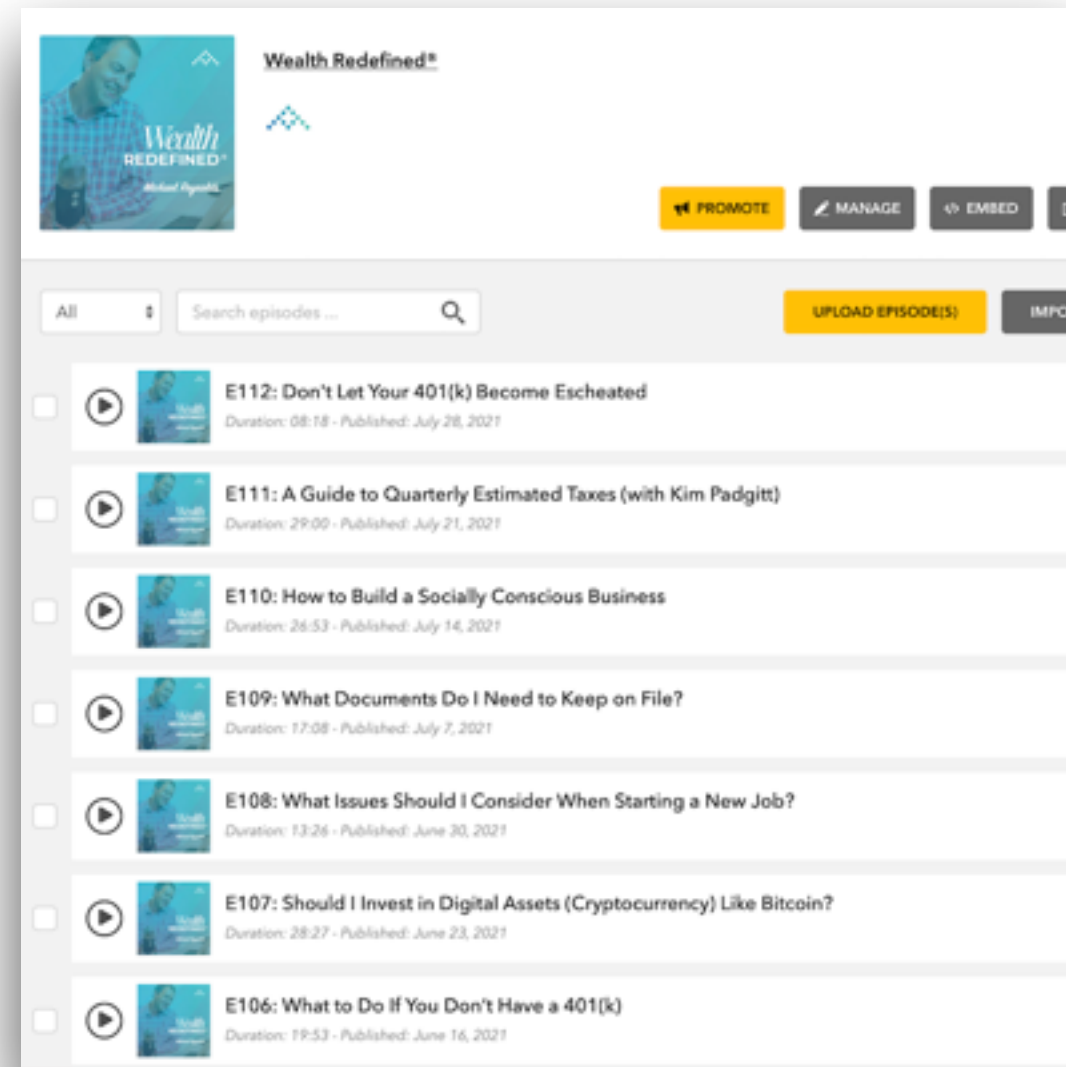 Wealth
REDEFINED®
Michael Reynolds
Wealth Redefined®
PROMOTE
MANAGE
</> EMBED
All
Search episodes ...
UPLOAD EPISODE(S)
IMPO
E112: Don't Let Your 401(k) Become Escheated
Duration: 08:18 - Published: July 28, 2021
E111: A Guide to Quarterly Estimated Taxes (with Kim Padgitt)
Duration: 29:00 - Published: July 21, 2021
E110: How to Build a Socially Conscious Business
Duration: 26:53 - Published: July 14, 2021
E109: What Documents Do I Need to Keep on File?
Duration: 17:08 - Published: July 7, 2021
E108: What Issues Should I Consider When Starting a New Job?
Duration: 13:26 - Published: June 30, 2021
E107: Should I Invest in Digital Assets (Cryptocurrency) Like Bitcoin?
Duration: 28:27 - Published: June 23, 2021
E106: What to Do If You Don't Have a 401(k)
Duration: 19:53 - Published: June 16, 2021